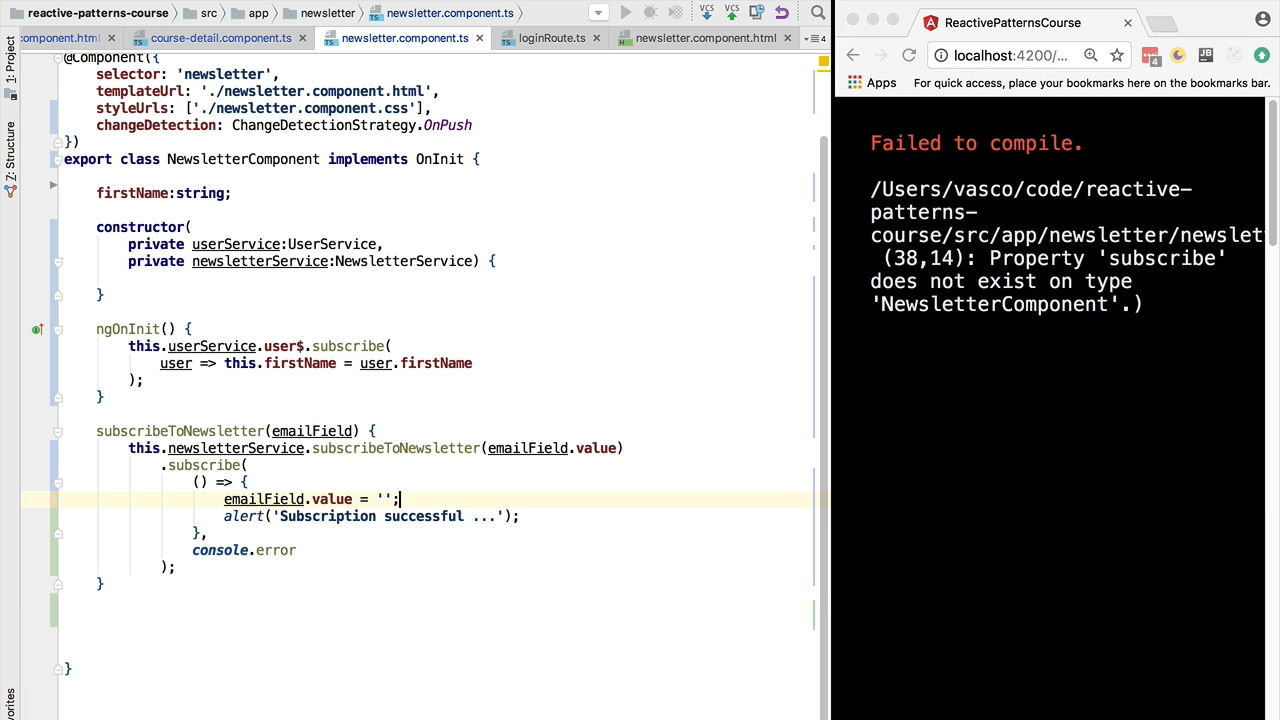 reactive-patterns-course src app newsletter newsletter.component.ts
component.html course-detail.component.ts newsletter.component.ts loginRoute.ts newsletter.component.html 4
1: Project
Z: Structure
@Component({
selector: 'newsletter',
templateUrl: './newsletter.component.html',
styleUrls: ['./newsletter.component.css'],
changeDetection: ChangeDetectionStrategy.OnPush
})
export class NewsletterComponent implements OnInit {
firstName:string;
constructor(
private userService:UserService,
private newsletterService:NewsletterService) {
}
ngOnInit() {
this.userService.user$.subscribe(
user => this.firstName = user.firstName
);
}
subscribeToNewsletter(emailField) {
this.newsletterService.subscribeToNewsletter(emailField.value)
.subscribe(
() => {
emailField.value = '';
alert('Subscription successful ...');
},
console.error
);
}
}
vorites
VCS VCS
ReactivePatternsCourse
localhost:4200/...
4
JB
Apps For quick access, place your bookmarks here on the bookmarks bar.
Failed to compile.
/Users/vasco/code/reactive-
patterns-
course/src/app/newsletter/newslet
(38,14): Property 'subscribe'
does not exist on type
'NewsletterComponent'.)